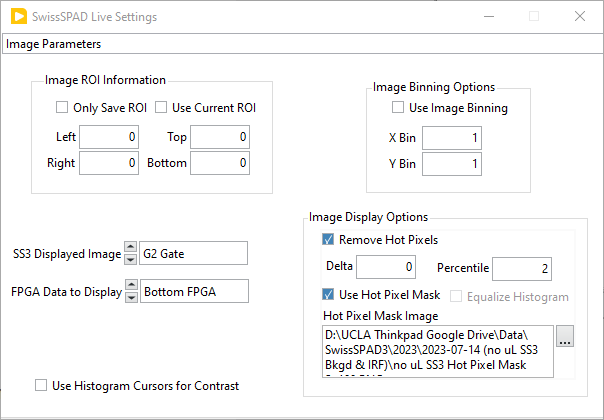 SwissSPAD Live Settings
Image Parameters
Image ROI Information
Only Save ROI
Use Current ROI
Left 0 Top 0
Right 0 Bottom 0
Image Binning Options
Use Image Binning
X Bin 1
Y Bin 1
SS3 Displayed Image G2 Gate
FPGA Data to Display Bottom FPGA
Use Histogram Cursors for Contrast
Image Display Options
Remove Hot Pixels
Delta 0 Percentile 2
Use Hot Pixel Mask Equalize Histogram
Hot Pixel Mask Image
D:\UCLA Thinkpad Google Drive\Data\
SwissSPAD3\2023\2023-07-14 (no uL SS3
Bkgd & IRF)\no uL SS3 Hot Pixel Mask
...